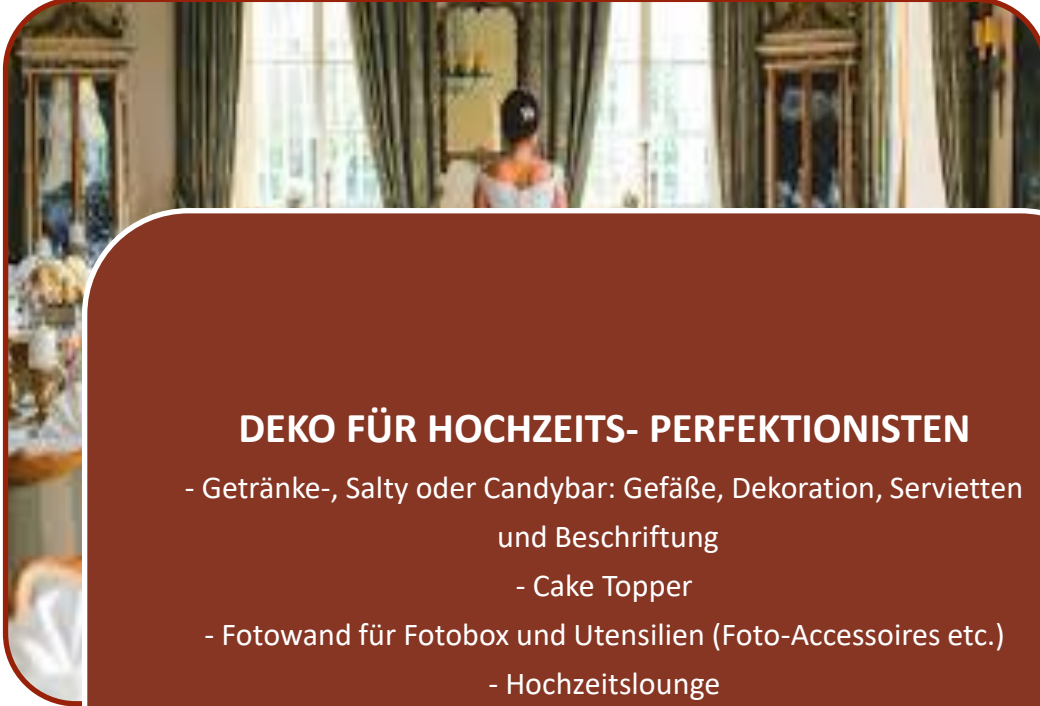 DEKO FÜR HOCHZEITS- PERFEKTIONISTEN
- Getränke-, Salty oder Candybar: Gefäße, Dekoration, Servietten
und Beschriftung
- Cake Topper
- Fotowand für Fotobox und Utensilien (Foto-Accessoires etc.)
- Hochzeitslounge